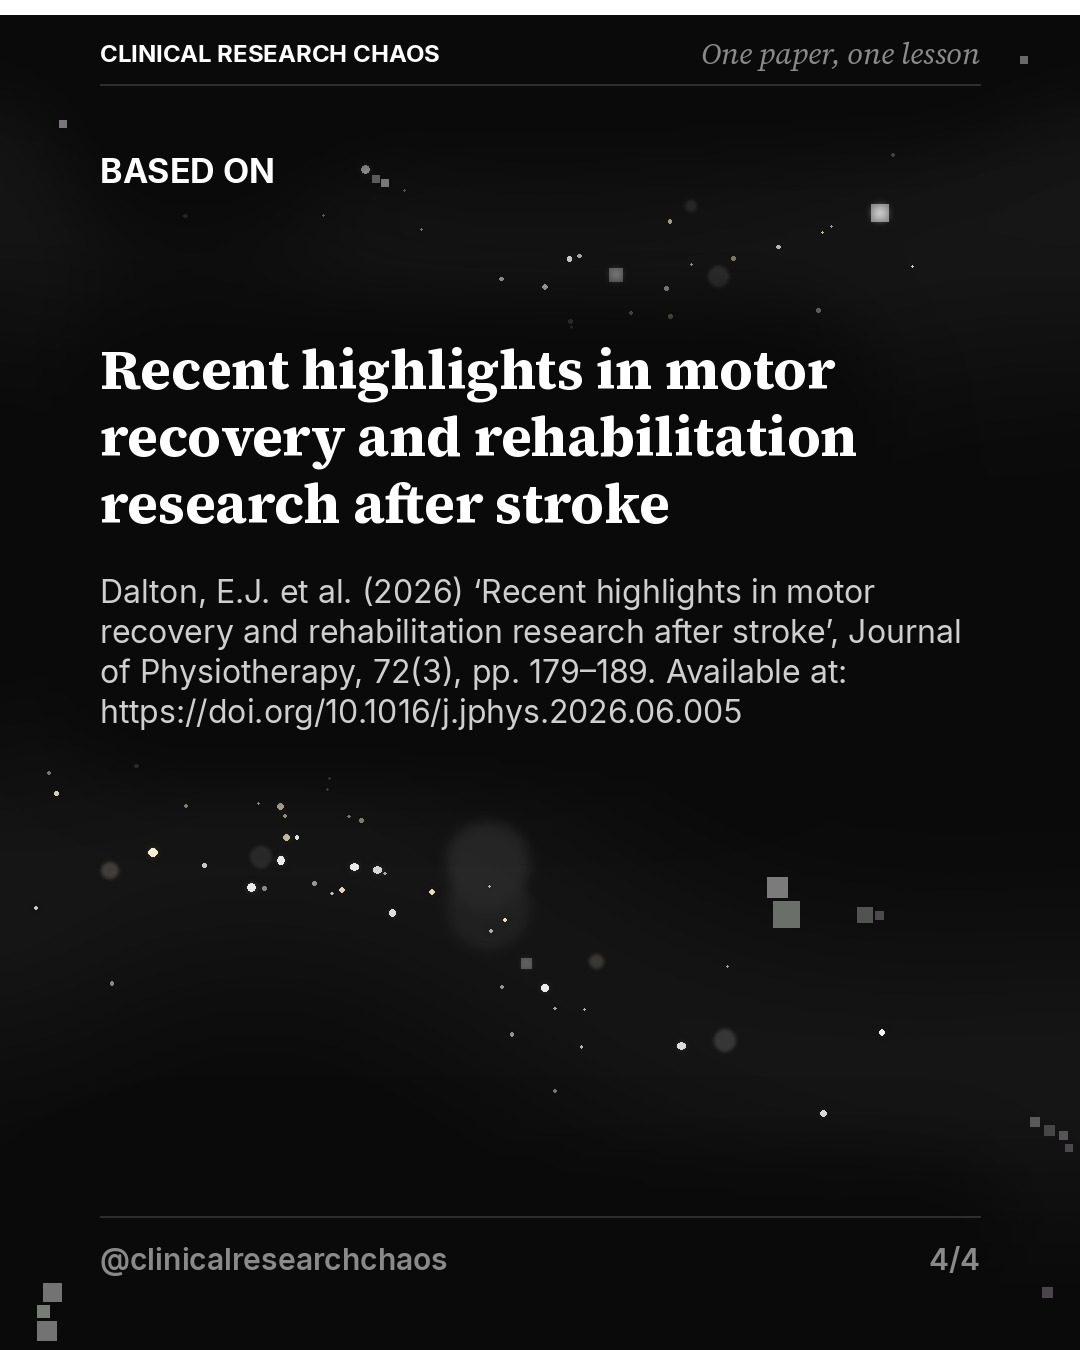 CLINICAL RESEARCH CHAOS
One paper, one lesson
BASED ON
Recent highlights in motor
recovery and rehabilitation
research after stroke
Dalton, E.J. et al. (2026) ‘Recent highlights in motor
recovery and rehabilitation research after stroke’, Journal
of Physiotherapy, 72(3), pp. 179–189. Available at:
https://doi.org/10.1016/j.jphys.2026.06.005
@clinicalresearchchaos
4/4